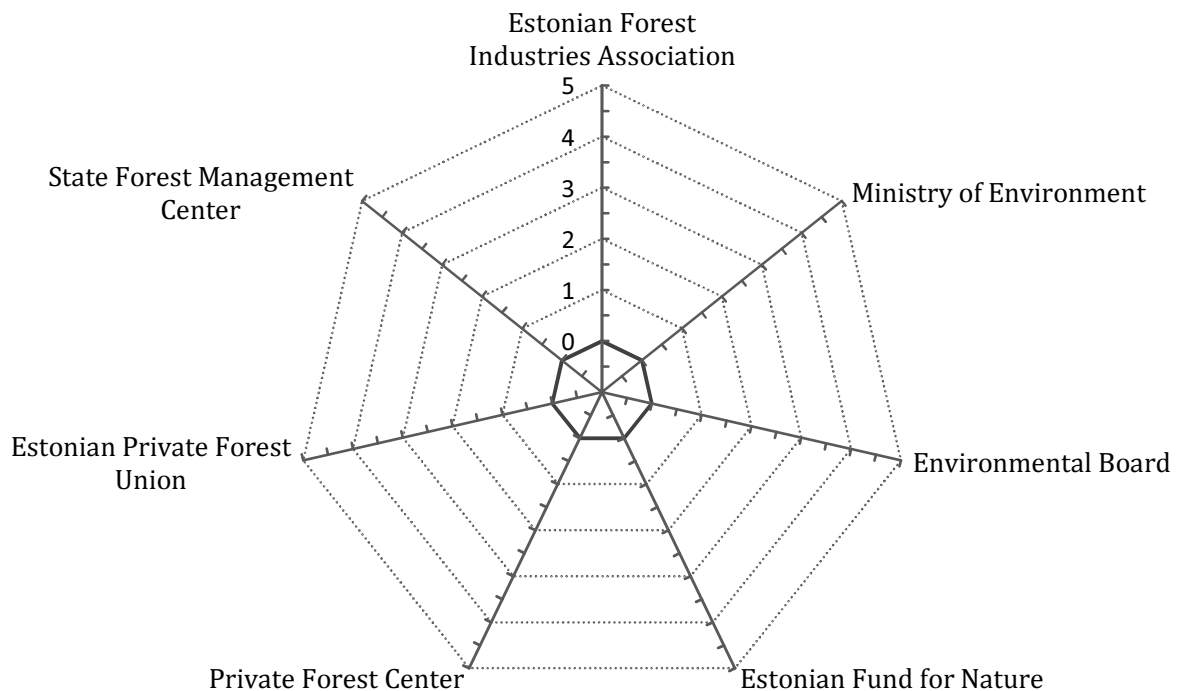 Estonian Forest
Industries Association
5
4
3
2
1
0
State Forest Management
Center
Ministry of Environment
Estonian Private Forest
Union
Environmental Board
Private Forest Center
Estonian Fund for Nature